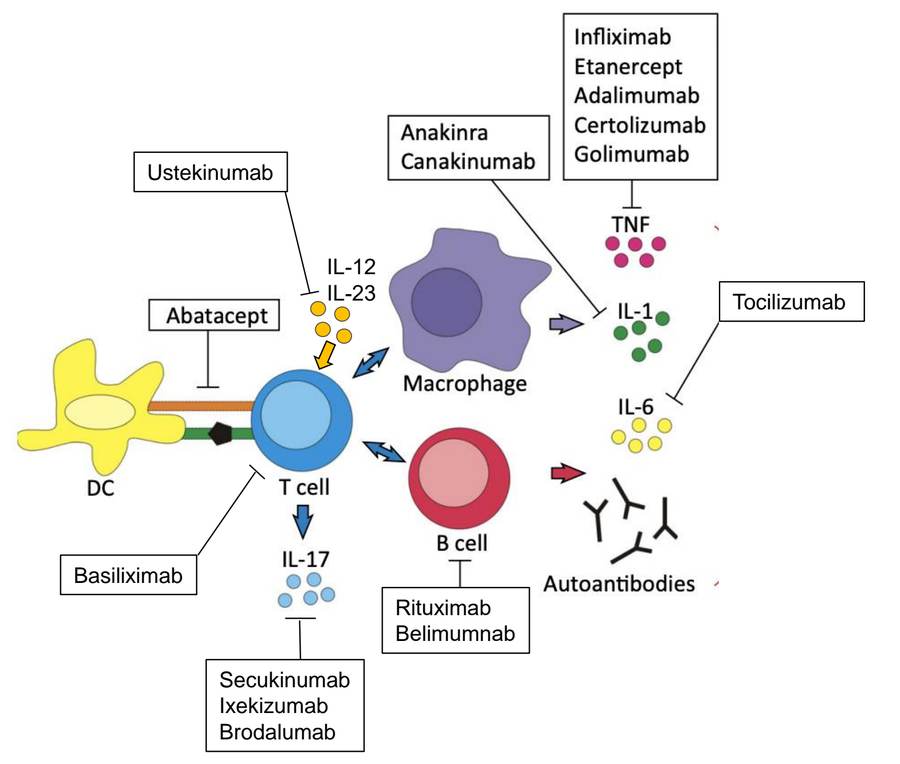 Infliximab
Etanercept
Adalimumab
Certolizumab
Golimumab
Anakinra
Canakinumab
Ustekinumab
TNF
IL-12
IL-23
IL-1
Tocilizumab
Abatacept
Macrophage
IL-6
DC
T cell
B cell
IL-17
Basiliximab
Autoantibodies
Rituximab
Belimumnab
Secukinumab
Ixekizumab
Brodalumab